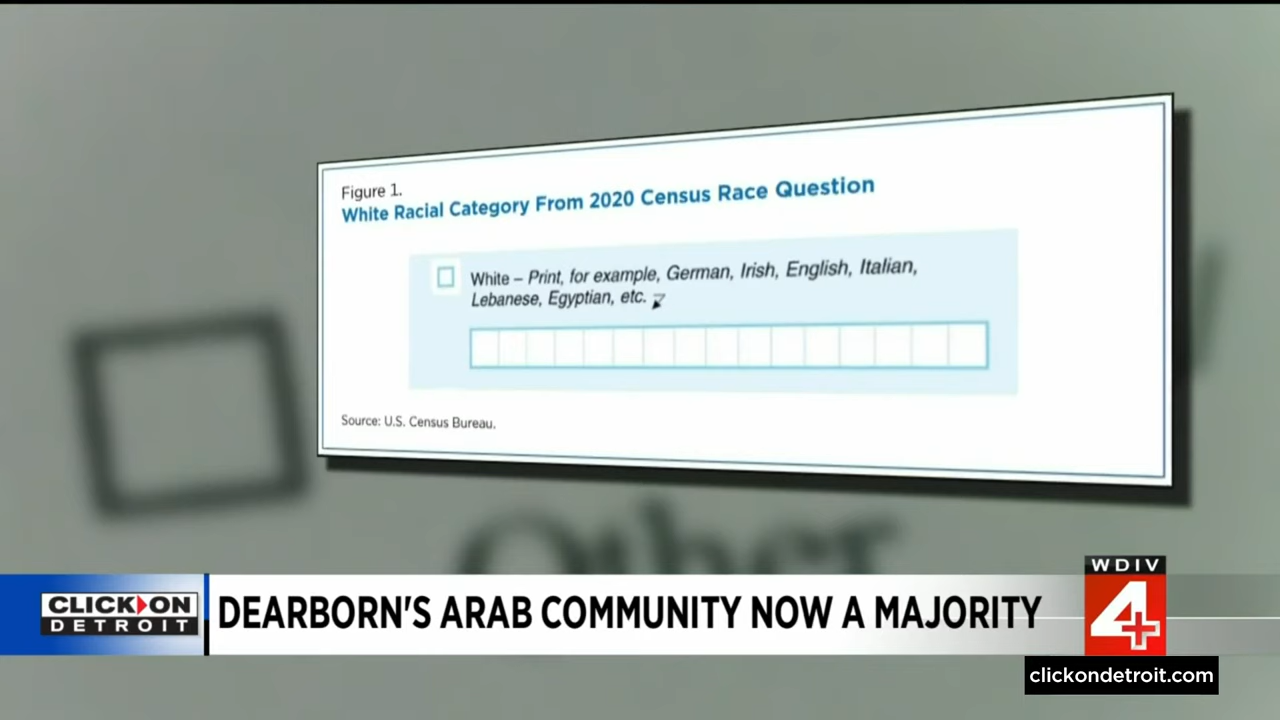 Figure 1.
White Racial Category From 2020 Census Race Question
White – Print, for example, German, Irish, English, Italian,
Lebanese, Egyptian, etc.
Source: U.S. Census Bureau.
Other
CLICK ON
DETROIT
DEARBORN'S ARAB COMMUNITY NOW A MAJORITY
WDIV
4+
clickondetroit.com